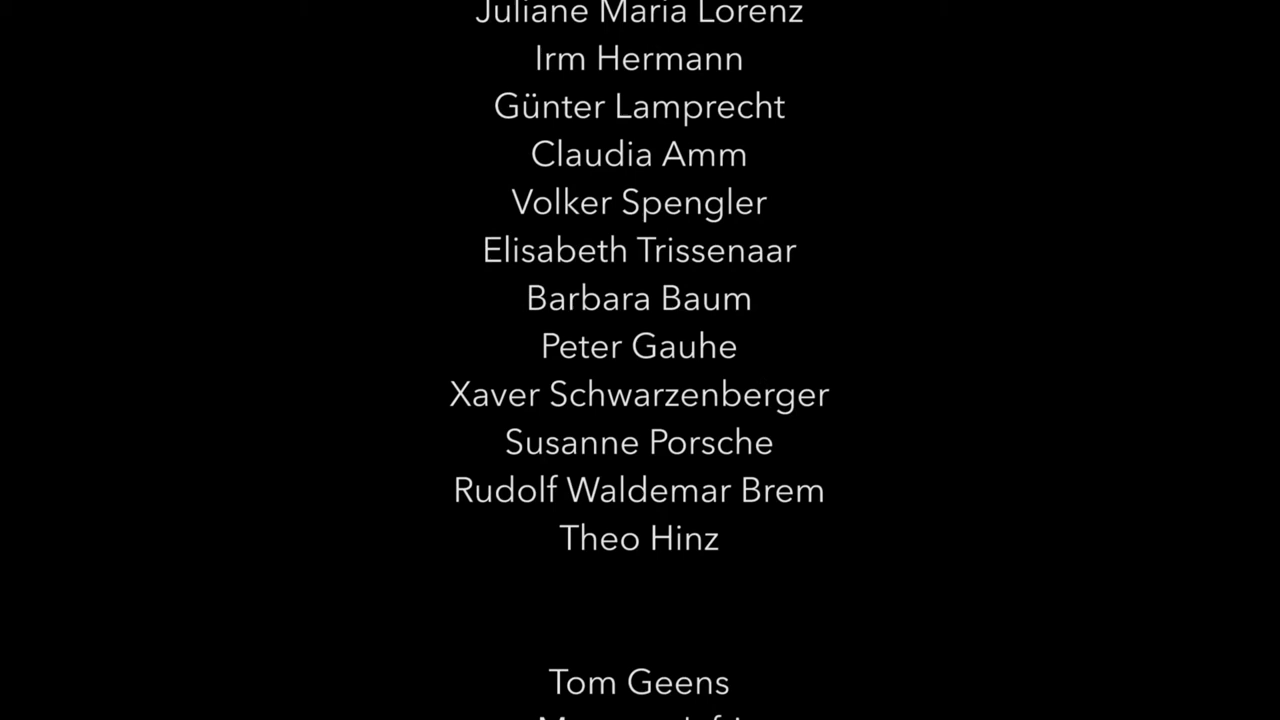 Juliane Maria Lorenz
Irm Hermann
Günter Lamprecht
Claudia Amm
Volker Spengler
Elisabeth Trissenaar
Barbara Baum
Peter Gauhe
Xaver Schwarzenberger
Susanne Porsche
Rudolf Waldemar Brem
Theo Hinz
Tom Geens